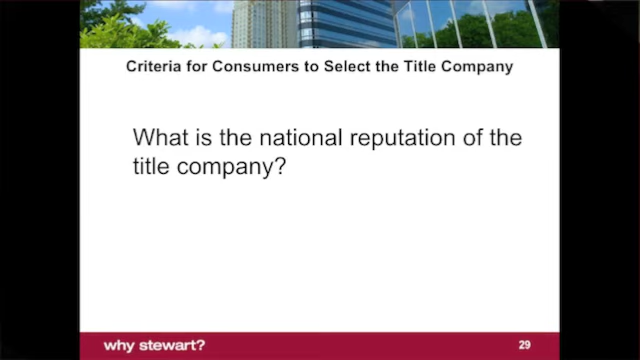 Criteria for Consumers to Select the Title Company
What is the national reputation of the
title company?
why stewart?
29